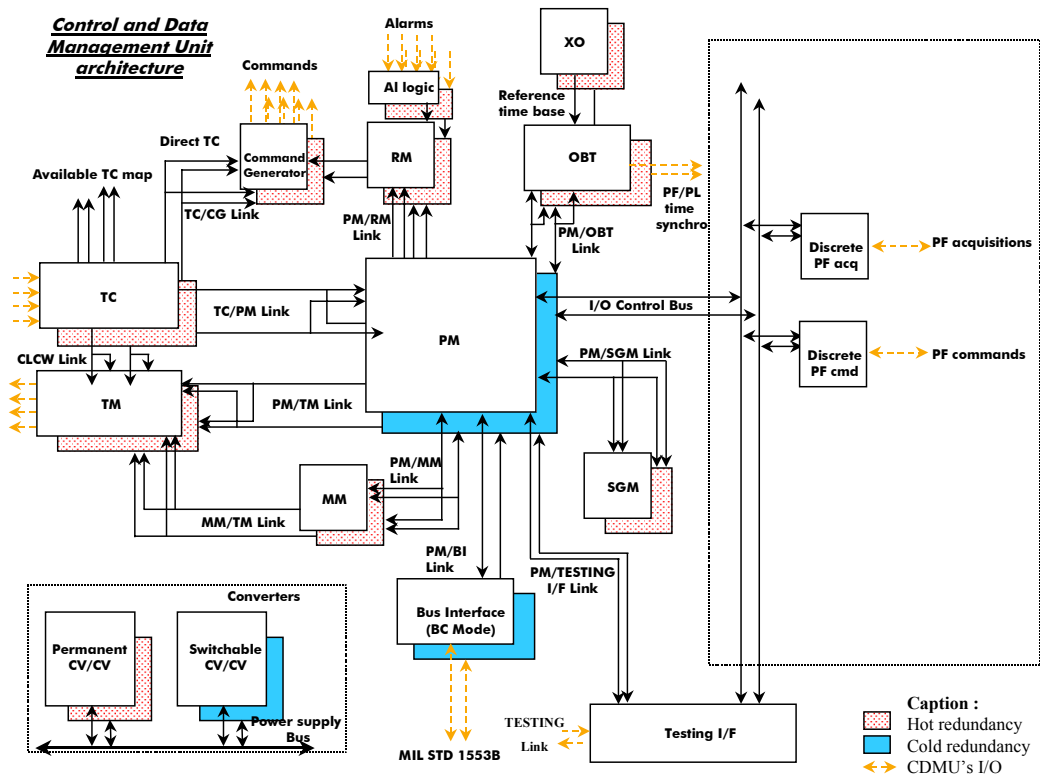 Control and Data
Management Unit
architecture
Alarms
Commands
AI logic
XO
Reference
time base
Direct TC
Command
Generator
RM
OBT
Available TC map
TC/CG Link
PM/RM
Link
PM/OBT
Link
PF/PL
time
synchro
Discrete
PF acq
PF acquisitions
TC
TC/PM Link
PM
I/O Control Bus
CLCW Link
PM/SGM Link
Discrete
PF cmd
PF commands
TM
PM/TM Link
PM/MM
Link
MM
SGM
MM/TM Link
PM/BI
Link
PM/TESTING
I/F Link
Converters
Bus Interface
(BC Mode)
Permanent
CV/CV
Switchable
CV/CV
Power supply
Bus
MIL STD 1553B
TESTING
Link
Testing I/F
Caption :
Hot redundancy
Cold redundancy
CDMU's I/O